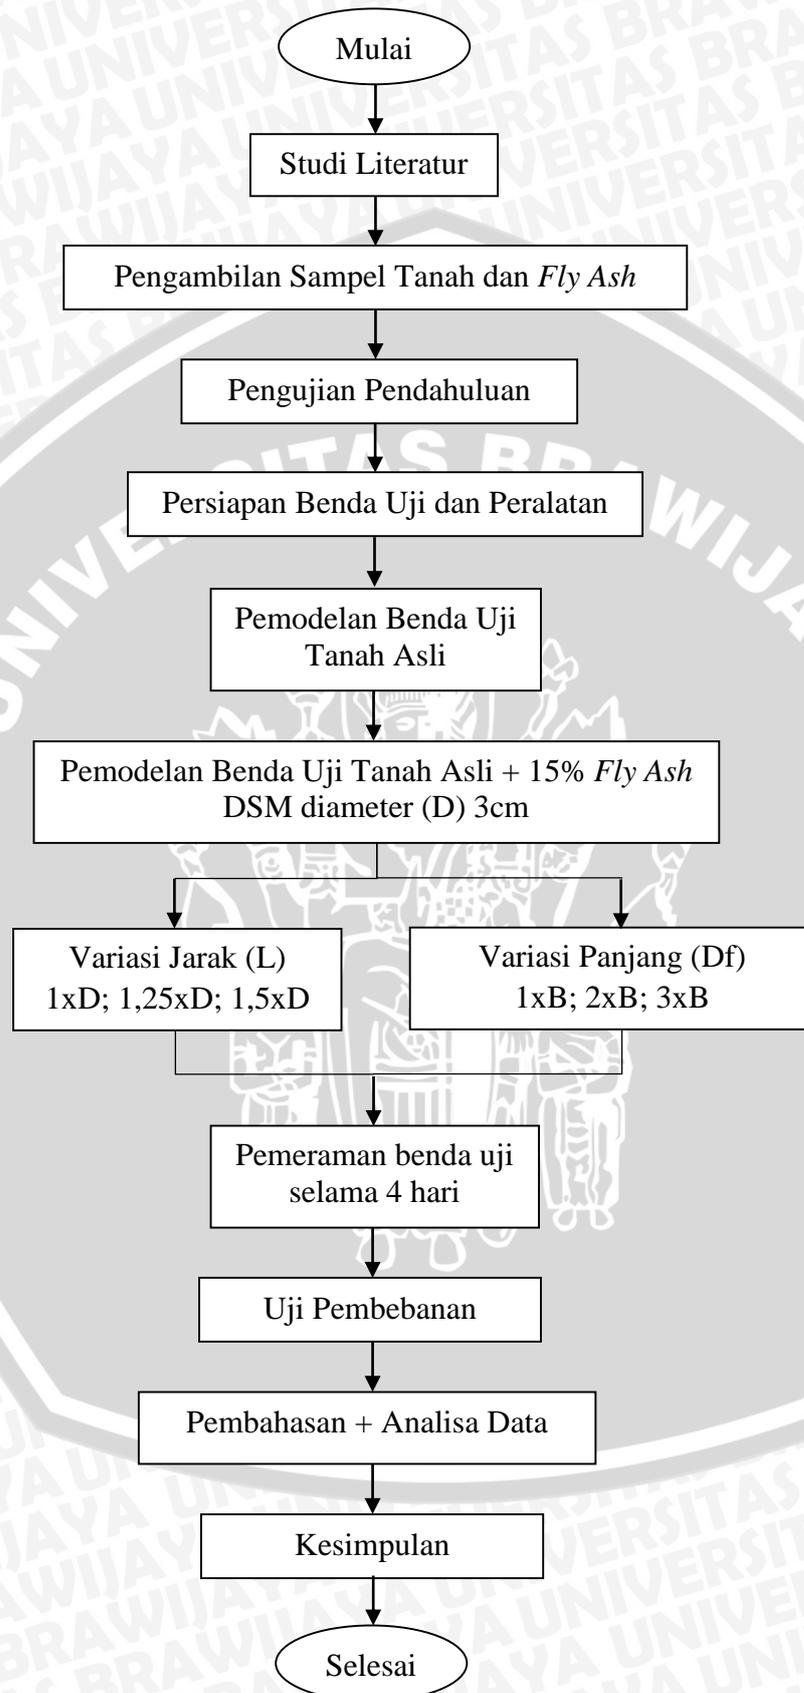 Mulai
Studi Literatur
Pengambilan Sampel Tanah dan Fly Ash
Pengujian Pendahuluan
Persiapan Benda Uji dan Peralatan
Pemodelan Benda Uji
Tanah Asli
Pemodelan Benda Uji Tanah Asli + 15% Fly Ash
DSM diameter (D) 3cm
Variasi Jarak (L)
1xD; 1,25xD; 1,5xD
Variasi Panjang (Df)
1xB; 2xB; 3xB
Pemeraman benda uji
selama 4 hari
Uji Pembebanan
Pembahasan + Analisa Data
Kesimpulan
Selesai